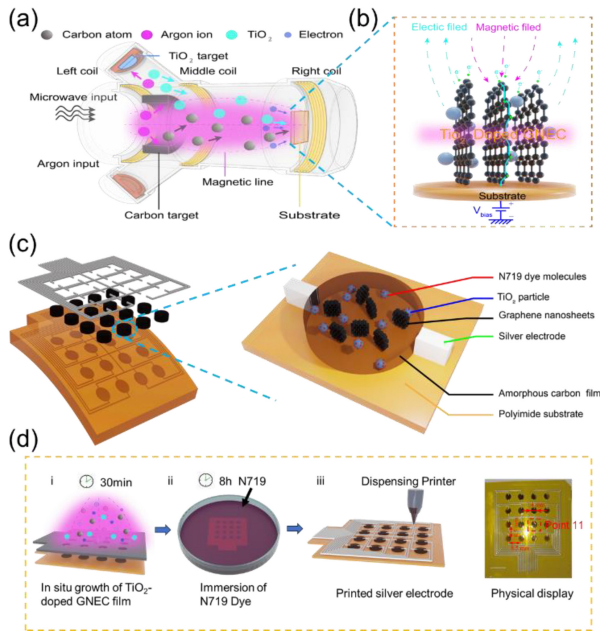 (a)
Carbon atom
Argon ion
TiO2
Electron
TiO2 target
Left coil
Middle coil
Right coil
Microwave input
Argon input
Magnetic line
Carbon target
Substrate
(b)
Electic filed
Magnetic filed
TiO2 Doped GNEC
Substrate
Vbias
+
−
(c)
N719 dye molecules
TiO2 particle
Graphene nanosheets
Silver electrode
Amorphous carbon film
Polyimide substrate
(d)
i
30min
ii
8h N719
iii
Dispensing Printer
Point 11
In situ growth of TiO2-
doped GNEC film
Immersion of
N719 Dye
Printed silver electrode
Physical display